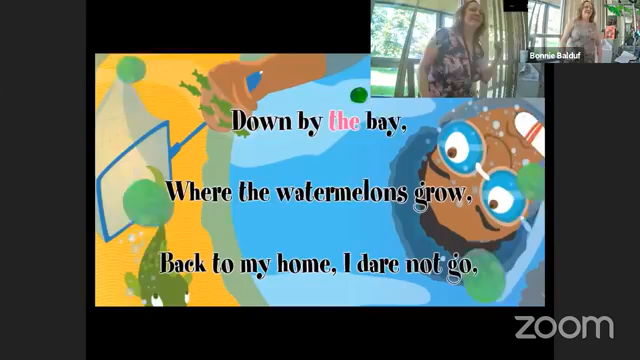 Bonnie Balduf
Down by the bay,
Where the watermelons grow,
Back to my home, I dare not go,
zoom